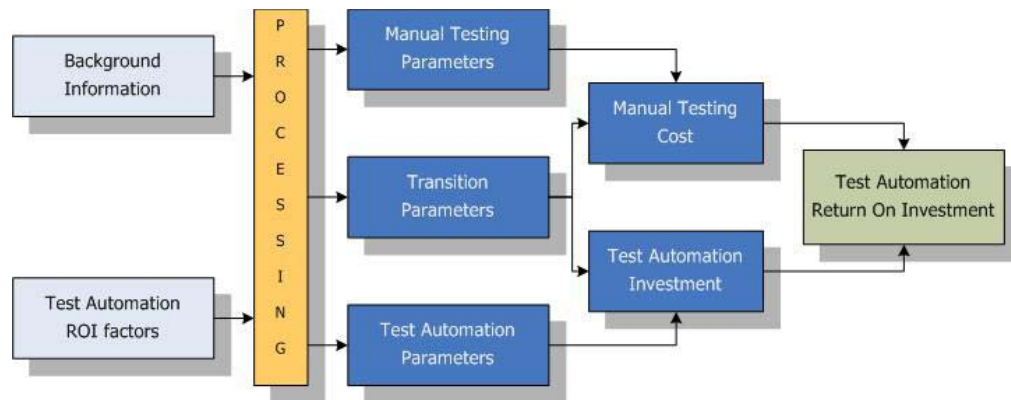 Background
Information
Test Automation
ROI factors
P
R
O
C
E
S
S
I
N
G
Manual Testing
Parameters
Transition
Parameters
Test Automation
Parameters
Manual Testing
Cost
Test Automation
Investment
Test Automation
Return On Investment